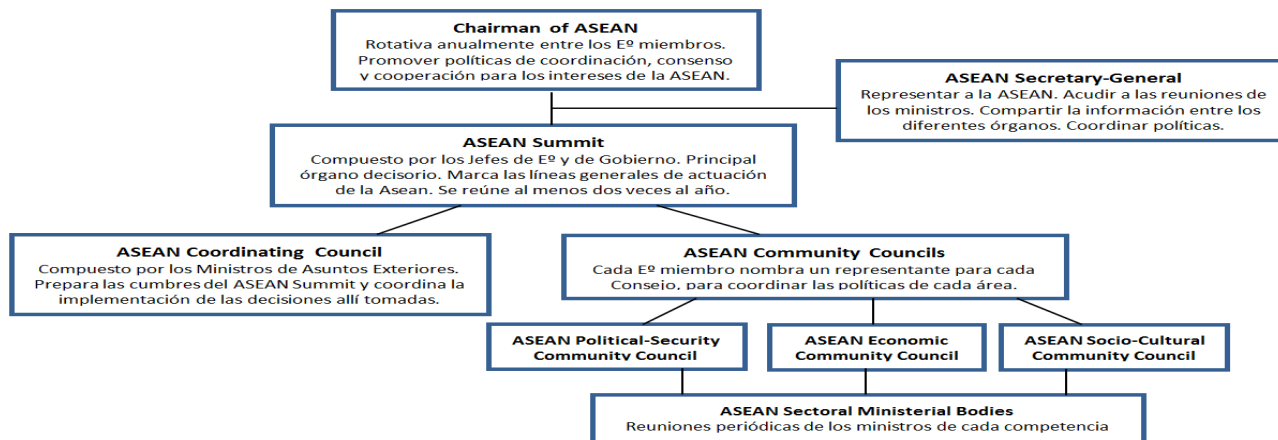 Chairman of ASEAN
Rotativa anualmente entre los Eº miembros.
Promover políticas de coordinación, consenso
y cooperación para los intereses de la ASEAN.
ASEAN Secretary-General
Representar a la ASEAN. Acudir a las reuniones de
los ministros. Compartir la información entre los
diferentes órganos. Coordinar políticas.
ASEAN Summit
Compuesto por los Jefes de Eº y de Gobierno. Principal
órgano decisorio. Marca las líneas generales de actuación
de la Asean. Se reúne al menos dos veces al año.
ASEAN Coordinating Council
Compuesto por los Ministros de Asuntos Exteriores.
Prepara las cumbres del ASEAN Summit y coordina la
implementación de las decisiones allí tomadas.
ASEAN Community Councils
Cada Eº miembro nombra un representante para cada
Consejo, para coordinar las políticas de cada área.
ASEAN Political-Security
Community Council
ASEAN Economic
Community Council
ASEAN Socio-Cultural
Community Council
ASEAN Sectoral Ministerial Bodies
Reuniones periódicas de los ministros de cada competencia